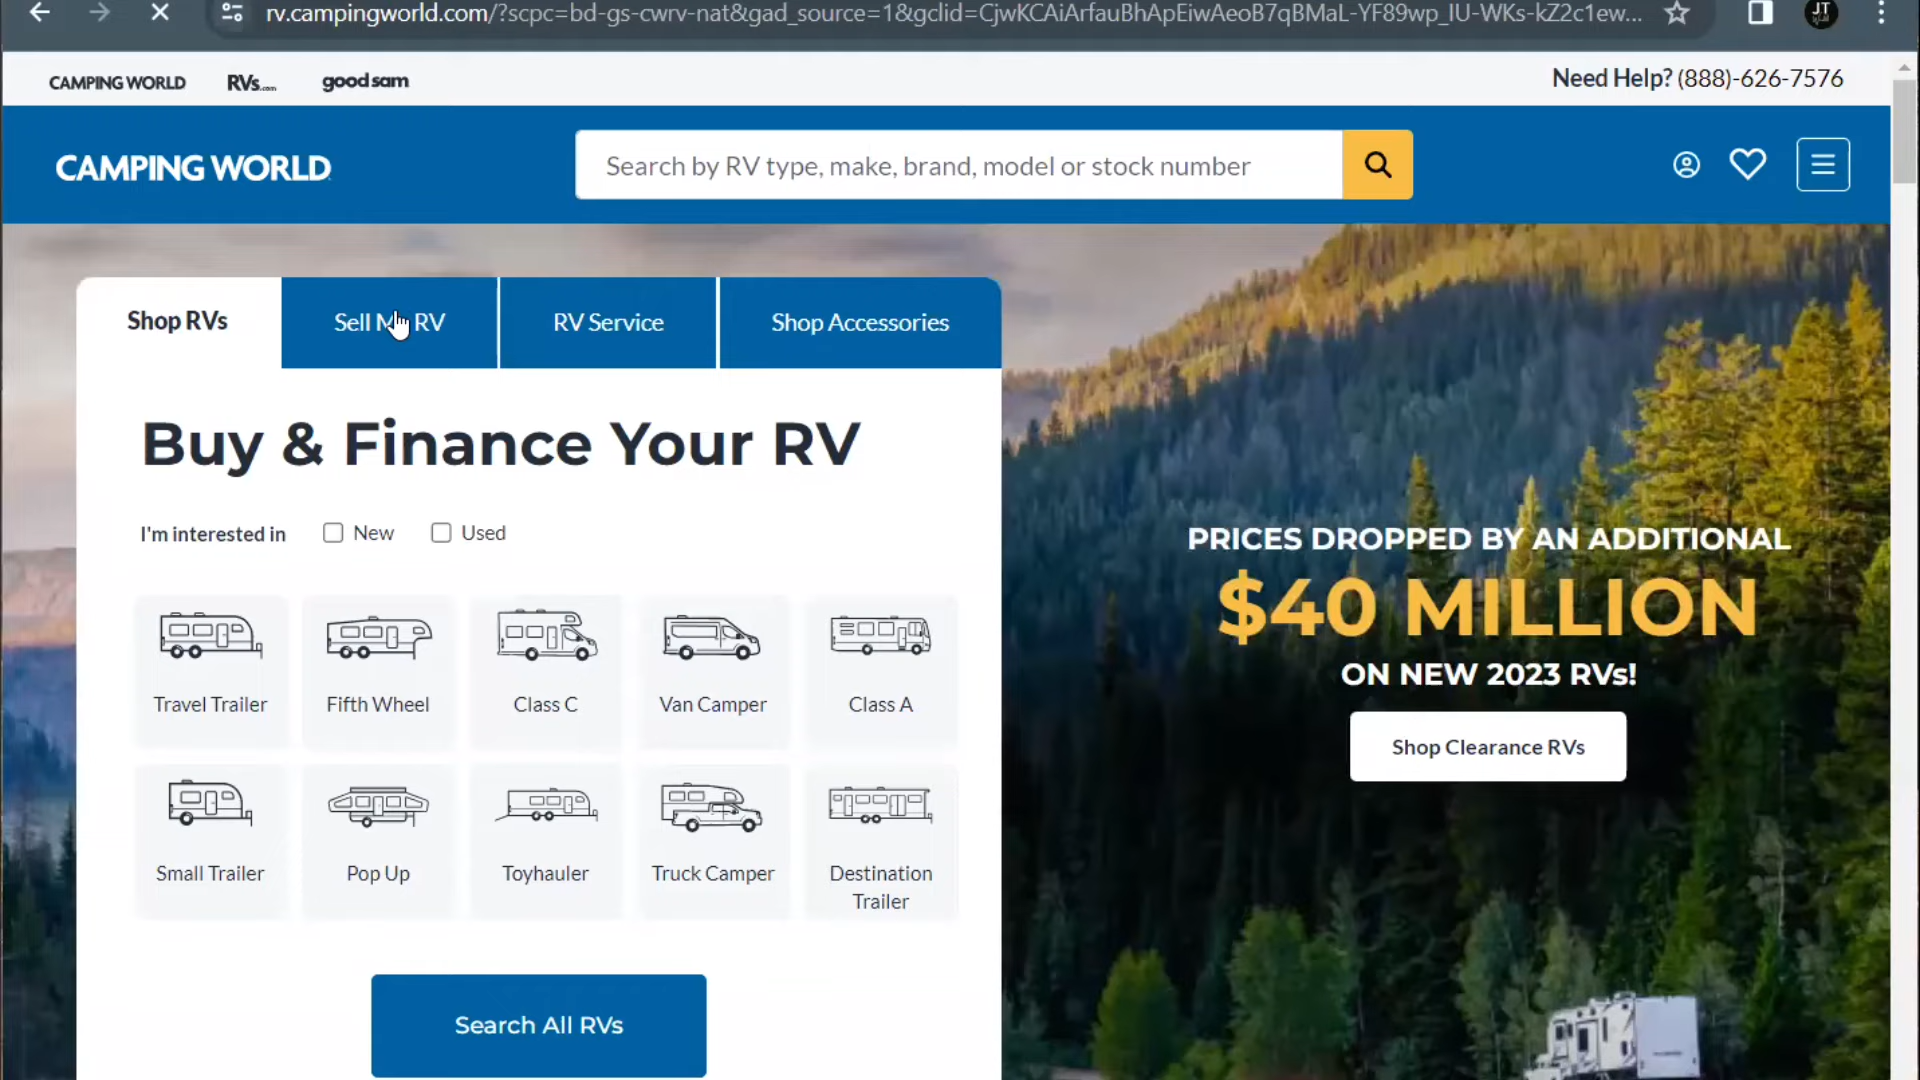 rv.campingworld.com/?scpc=bd-gs-cwrv-nat&gad_source=1&gclid=CjwKCAiArfauBhApEiwAeoB7qBMaL-YF89wp_IU-WKs-kZ2c1ew...
JT
CAMPING WORLD
RVs.com
good sam
Need Help? (888)-626-7576
CAMPING WORLD
Search by RV type, make, brand, model or stock number
Shop RVs
Sell My RV
RV Service
Shop Accessories
Buy & Finance Your RV
I'm interested in
New
Used
Travel Trailer
Fifth Wheel
Class C
Van Camper
Class A
Small Trailer
Pop Up
Toyhauler
Truck Camper
Destination
Trailer
Search All RVs
PRICES DROPPED BY AN ADDITIONAL
$40 MILLION
ON NEW 2023 RVs!
Shop Clearance RVs